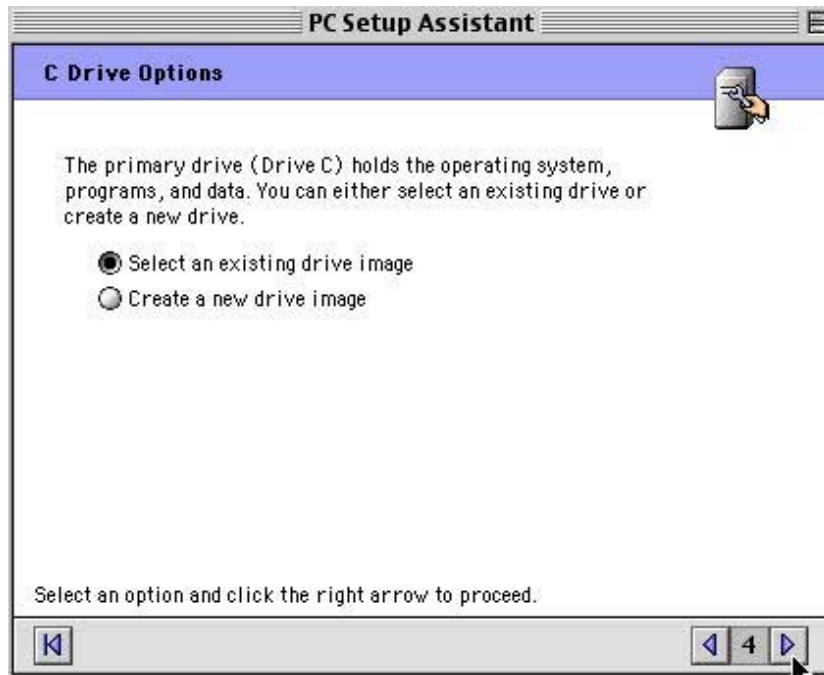 PC Setup Assistant
C Drive Options
The primary drive (Drive C) holds the operating system,
programs, and data. You can either select an existing drive or
create a new drive.
Select an existing drive image
Create a new drive image
Select an option and click the right arrow to proceed.
4